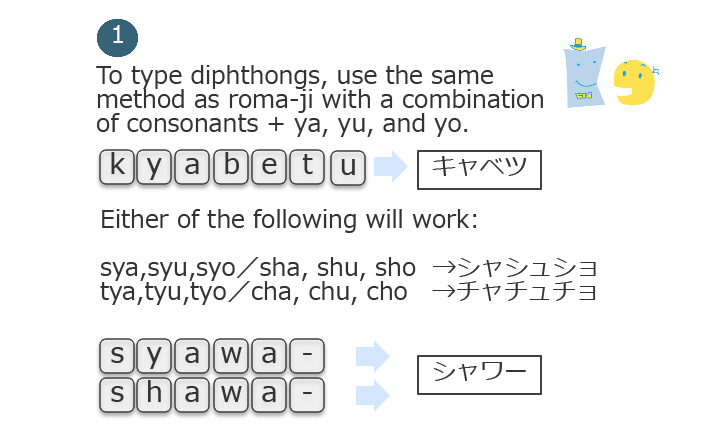 1
To type diphthongs, use the same
method as roma-ji with a combination
of consonants + ya, yu, and yo.
k y a b e t u キャベツ
Either of the following will work:
sya,syu,syo／sha, shu, sho →シャシュショ
tya,tyu,tyo／cha, chu, cho →チャチュチョ
s y a w a -
シャワー
s h a w a -